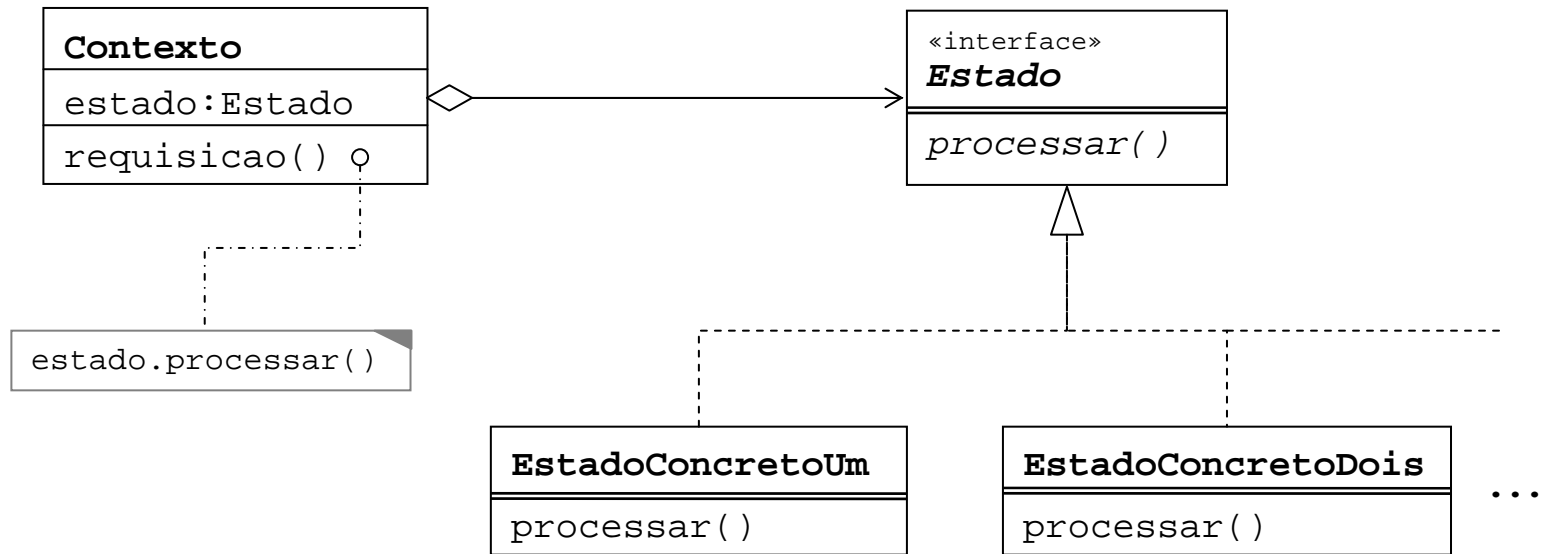 Contexto
estado:Estado
requisicao()
«interface»
Estado
processar()
estado.processar()
EstadoConcretoUm
processar()
EstadoConcretoDois
processar()
...